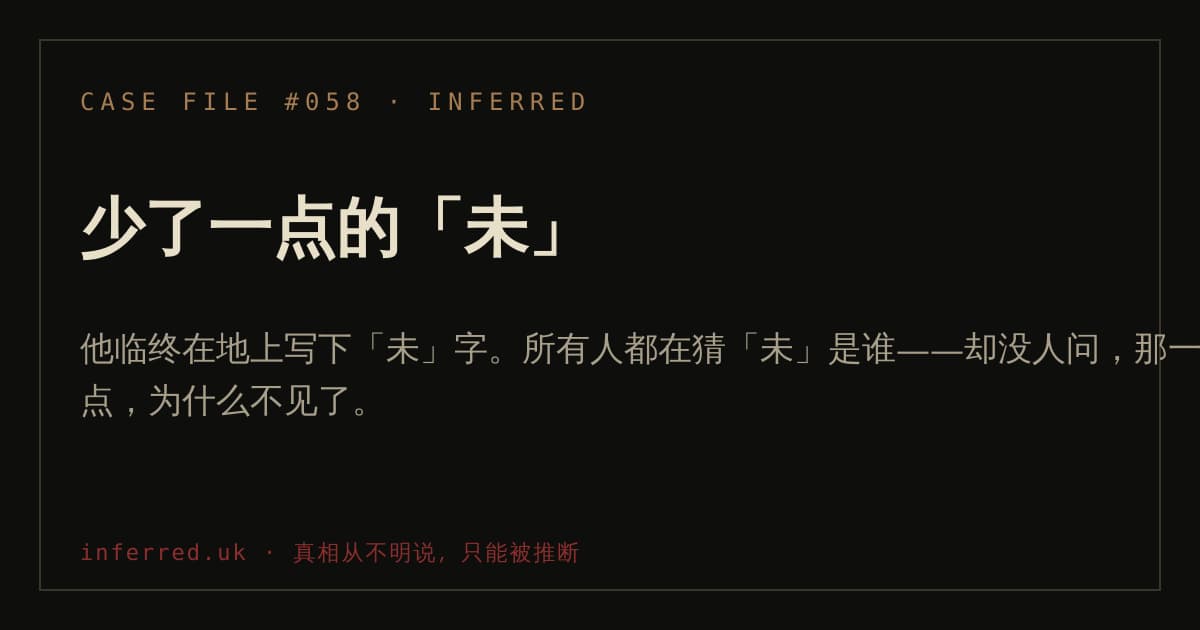 CASE FILE #058 · INFERRED
少了一点的「未」
他临终在地上写下「未」字。所有人都在猜「未」是谁——却没人问，那一
点，为什么不见了。
inferred.uk · 真相从不明说，只能被推断